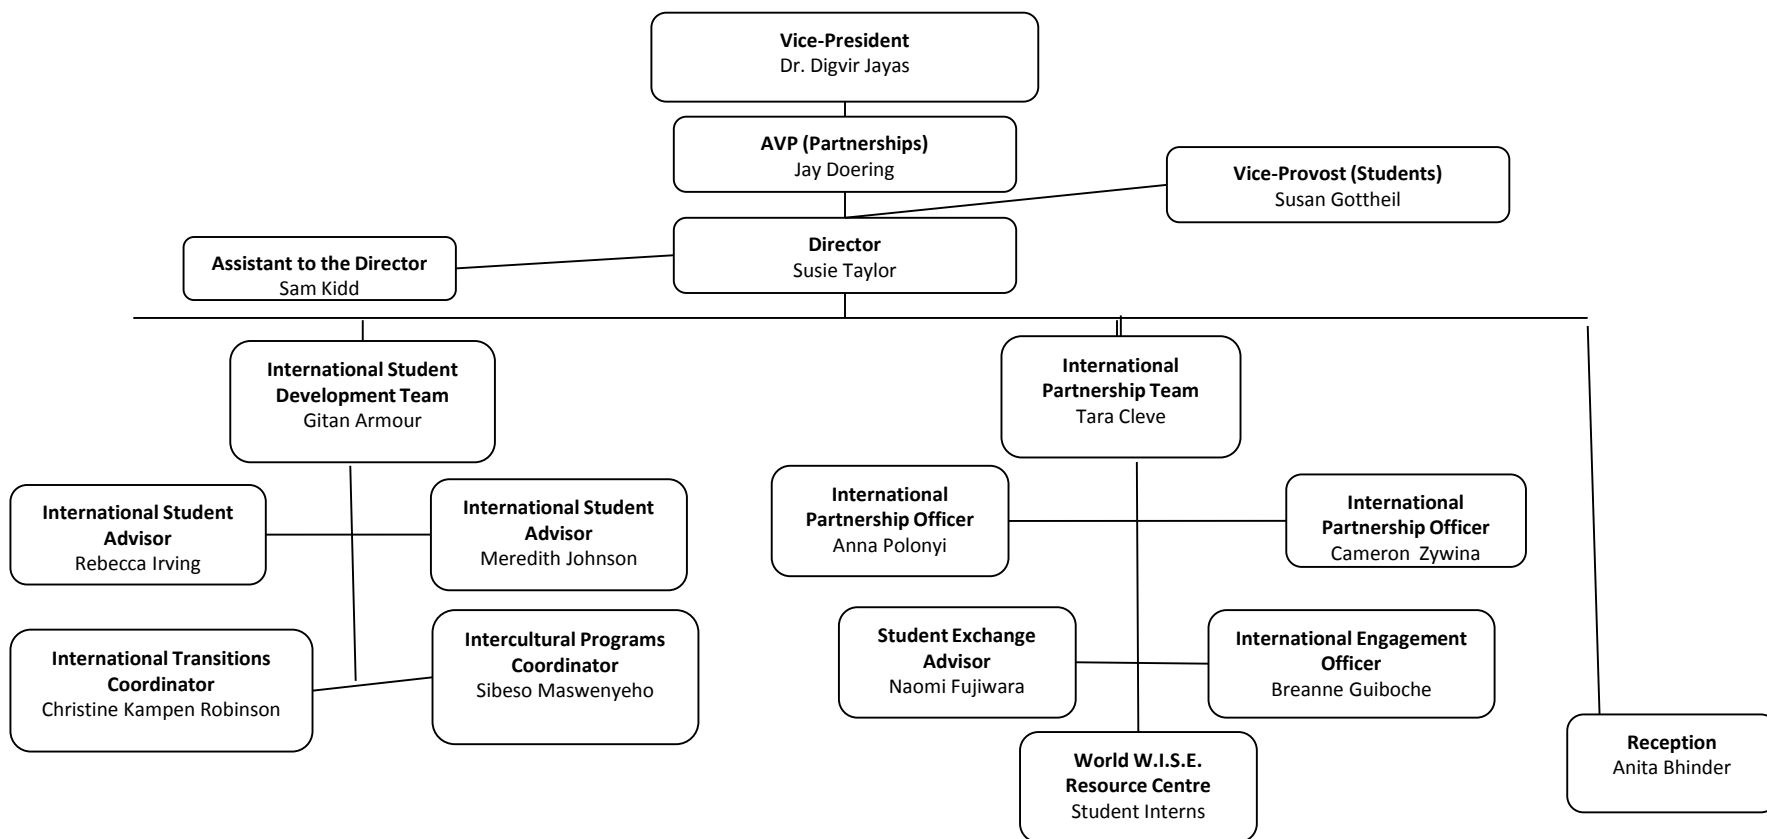 Vice-President
Dr. Digvir Jayas
AVP (Partnerships)
Jay Doering
Vice-Provost (Students)
Susan Gottheil
Director
Susie Taylor
Assistant to the Director
Sam Kidd
International Student
Development Team
Gitan Armour
International
Partnership Team
Tara Cleve
International Student
Advisor
Rebecca Irving
International Student
Advisor
Meredith Johnson
International
Partnership Officer
Anna Polonyi
International
Partnership Officer
Cameron Zywina
International Transitions
Coordinator
Christine Kampen Robinson
Intercultural Programs
Coordinator
Sibeso Maswenyeho
Student Exchange
Advisor
Naomi Fujiwara
International Engagement
Officer
Breanne Guiboche
World W.I.S.E.
Resource Centre
Student Interns
Reception
Anita Bhinder